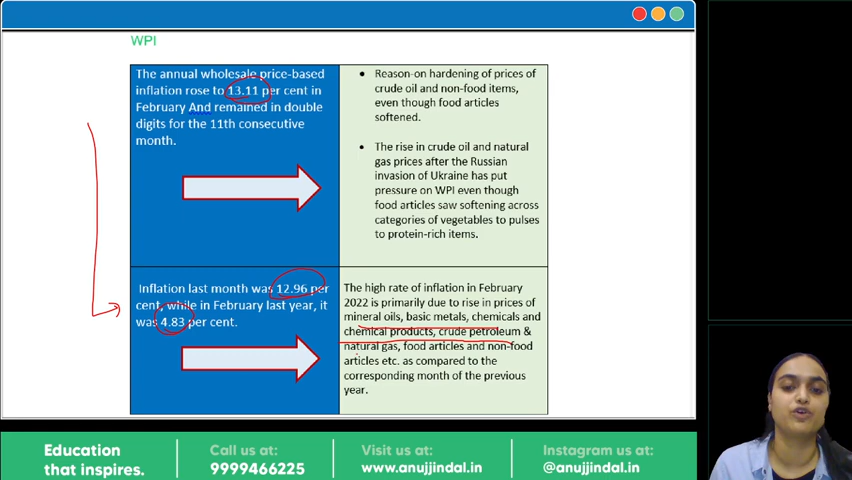 WPI
The annual wholesale price-based
inflation rose to 13.11 per cent in
February And remained in double
digits for the 11th consecutive
month.
• Reason-on hardening of prices of
crude oil and non-food items,
even though food articles
softened.
• The rise in crude oil and natural
gas prices after the Russian
invasion of Ukraine has put
pressure on WPI even though
food articles saw softening across
categories of vegetables to pulses
to protein-rich items.
Inflation last month was 12.96 per
cent, while in February last year, it
was 4.83 per cent.
The high rate of inflation in February
2022 is primarily due to rise in prices of
mineral oils, basic metals, chemicals and
chemical products, crude petroleum &
natural gas, food articles and non-food
articles etc. as compared to the
corresponding month of the previous
year.
Education
that inspires.
Call us at:
9999466225
Visit us at:
www.anujjindal.in
Instagram us at:
@anujjindal.in